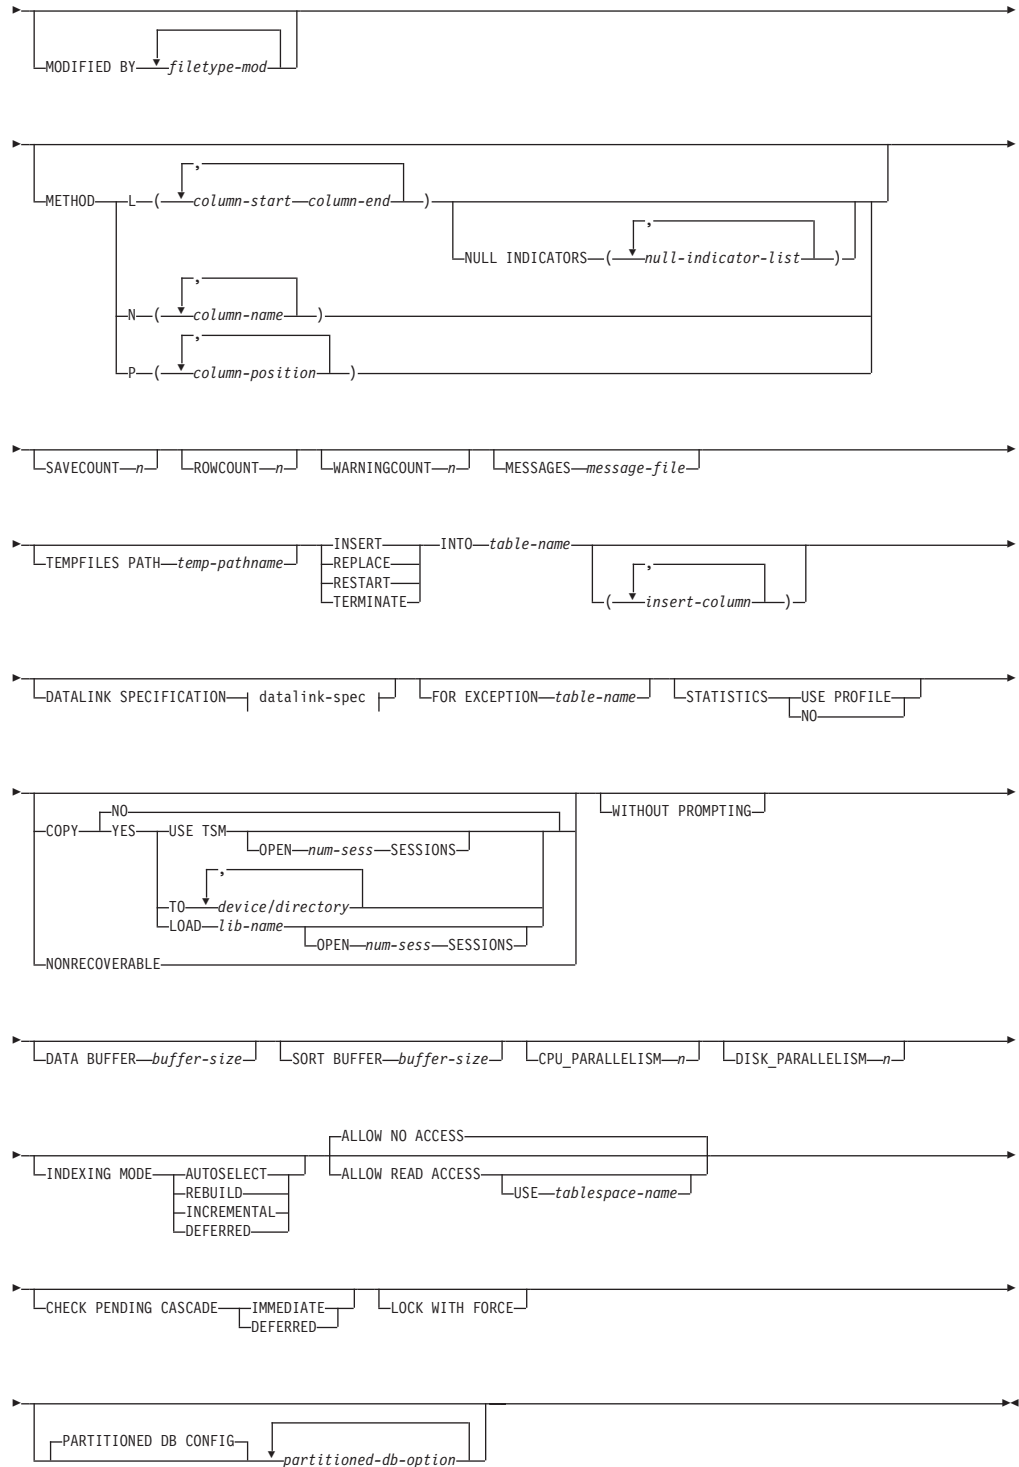 MODIFIED BY filetype-mod
,
METHOD L ( column-start column-end )
,
NULL INDICATORS ( null-indicator-list )
,
N ( column-name )
,
P ( column-position )
SAVECOUNT n ROWCOUNT n WARNINGCOUNT n MESSAGES message-file
TEMPFILES PATH temp-pathname INSERT INTO table-name
REPLACE
RESTART
TERMINATE
,
( insert-column )
DATALINK SPECIFICATION datalink-spec FOR EXCEPTION table-name STATISTICS USE PROFILE
NO
NO
COPY YES USE TSM
OPEN num-sess SESSIONS
,
TO device/directory
LOAD lib-name
OPEN num-sess SESSIONS
NONRECOVERABLE
WITHOUT PROMPTING
DATA BUFFER buffer-size SORT BUFFER buffer-size CPU_PARALLELISM n DISK_PARALLELISM n
ALLOW NO ACCESS
INDEXING MODE AUTOSELECT ALLOW READ ACCESS
REBUILD USE tablespace-name
INCREMENTAL
DEFERRED
CHECK PENDING CASCADE IMMEDIATE LOCK WITH FORCE
DEFERRED
PARTITIONED DB CONFIG
partitioned-db-option